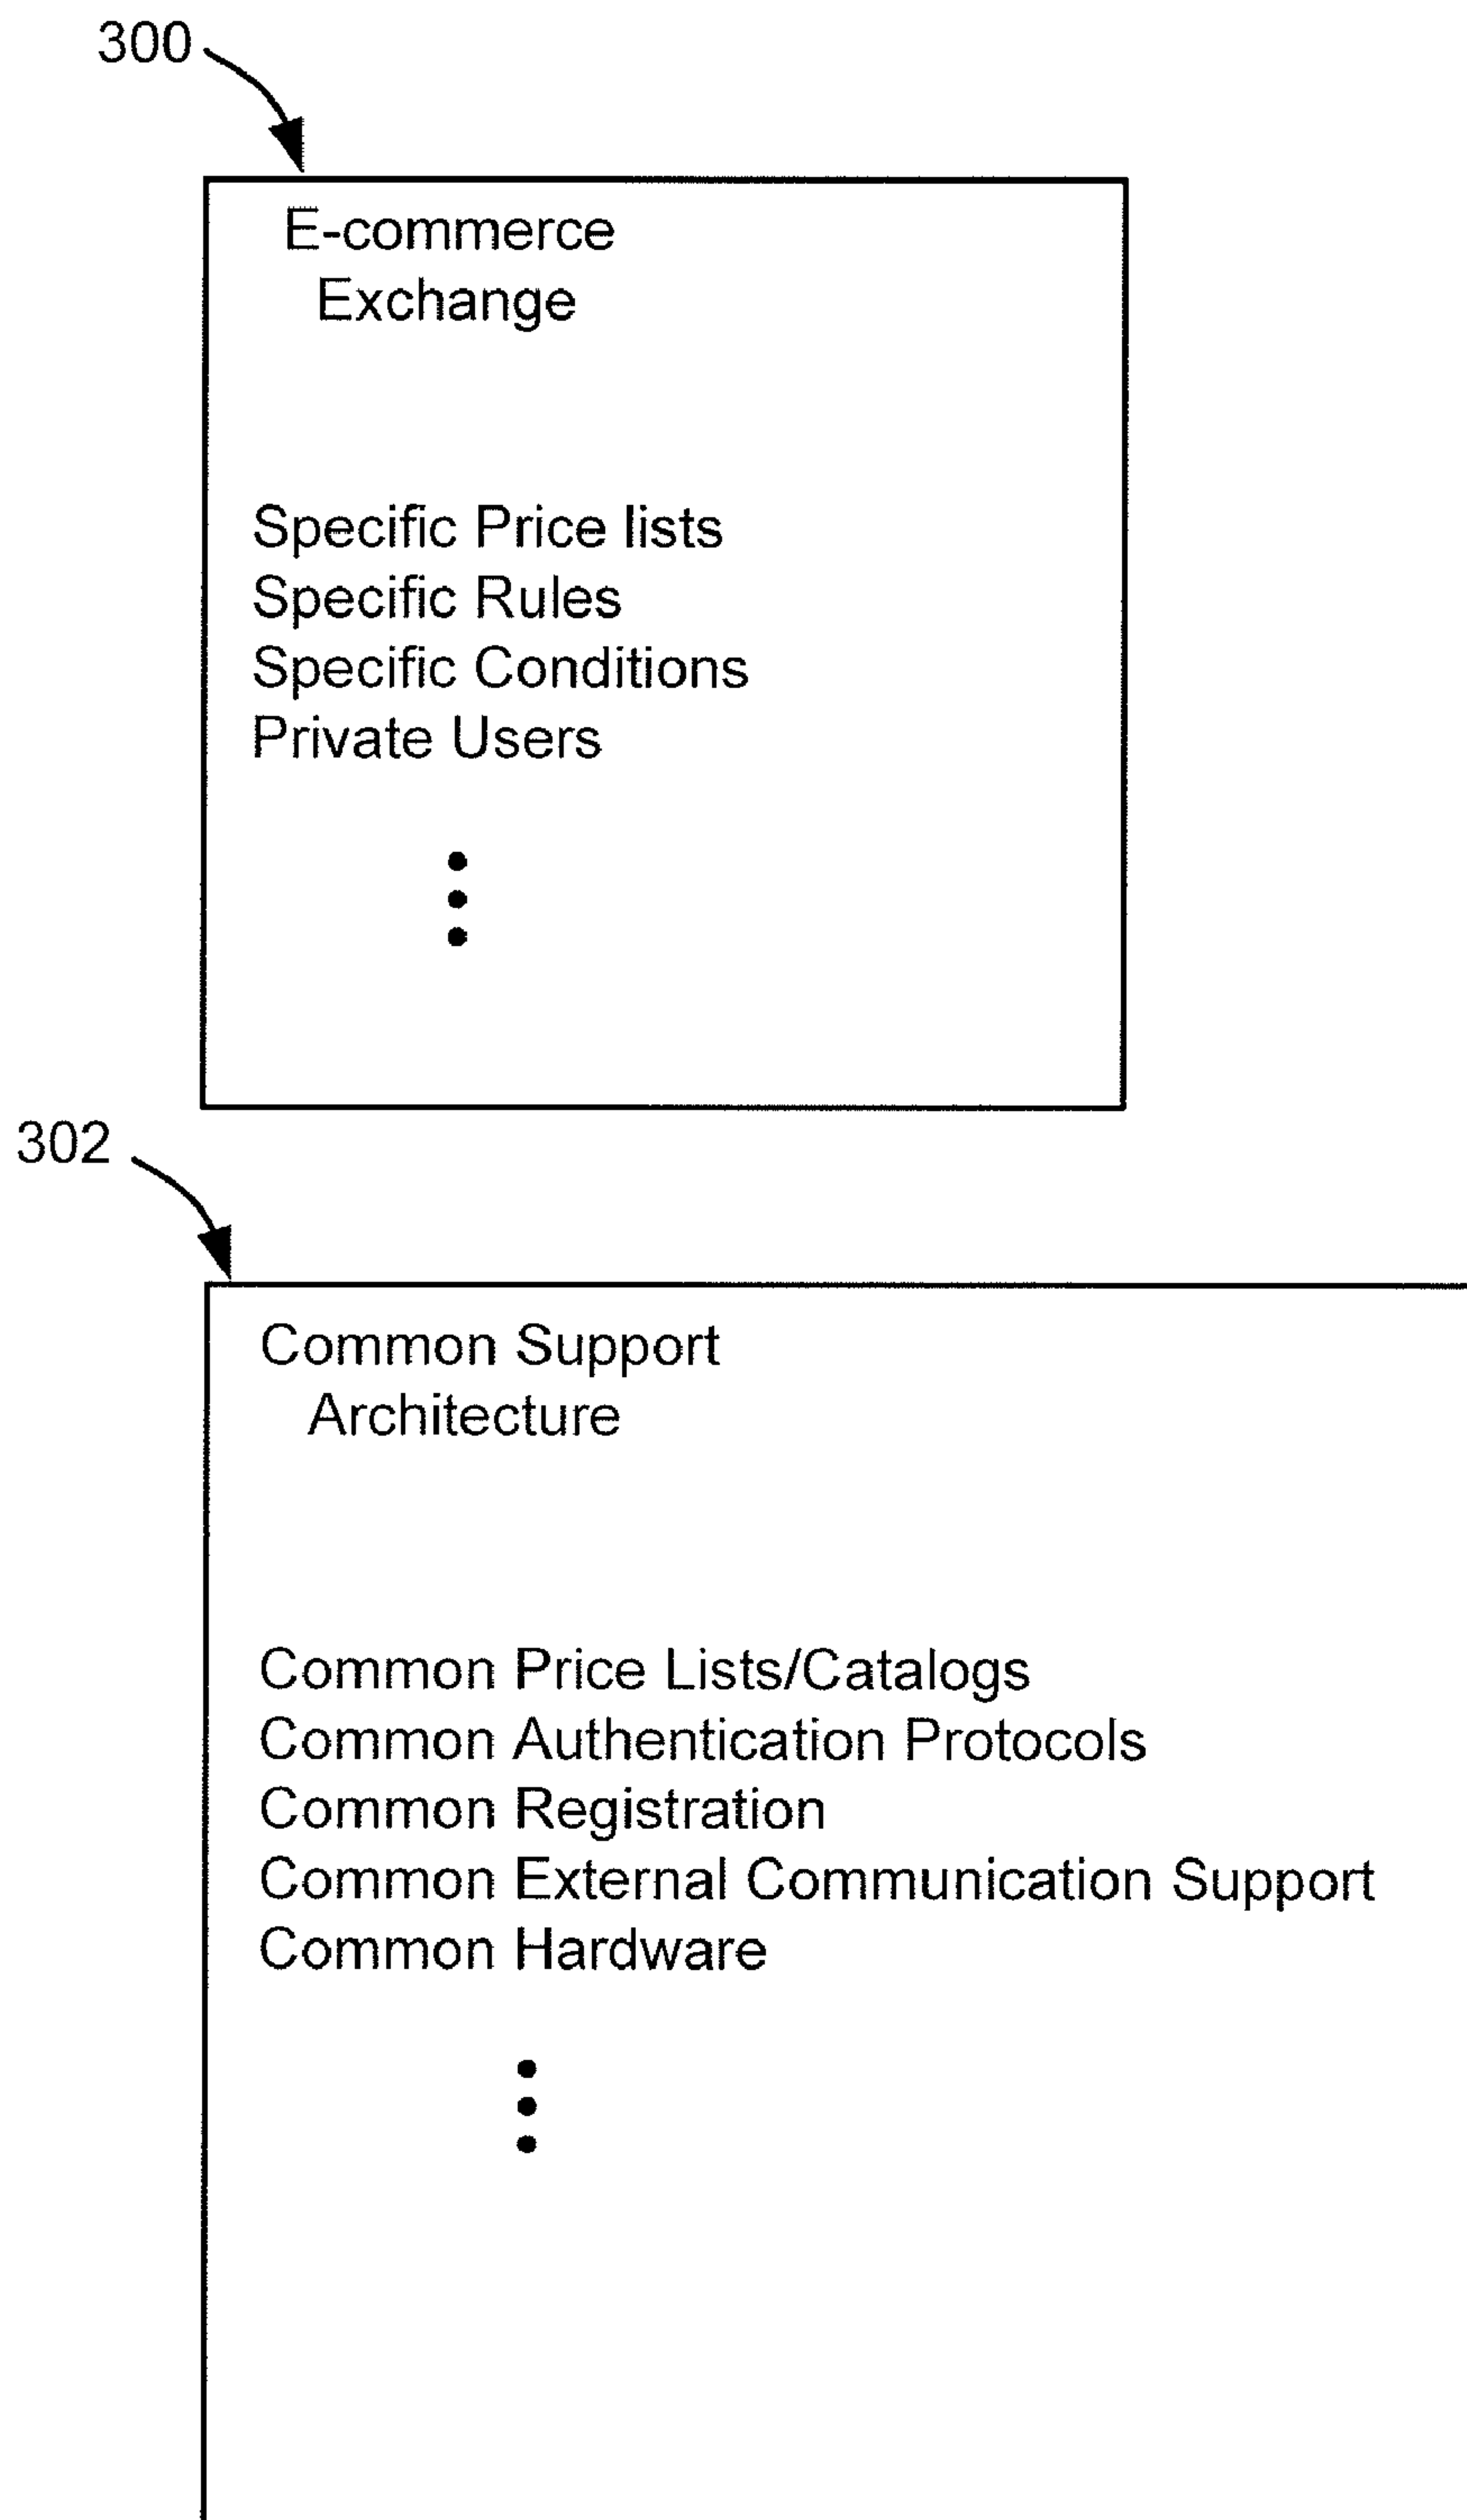 300
E-commerce
Exchange
Specific Price lists
Specific Rules
Specific Conditions
Private Users
302
Common Support
Architecture
Common Price Lists/Catalogs
Common Authentication Protocols
Common Registration
Common External Communication Support
Common Hardware